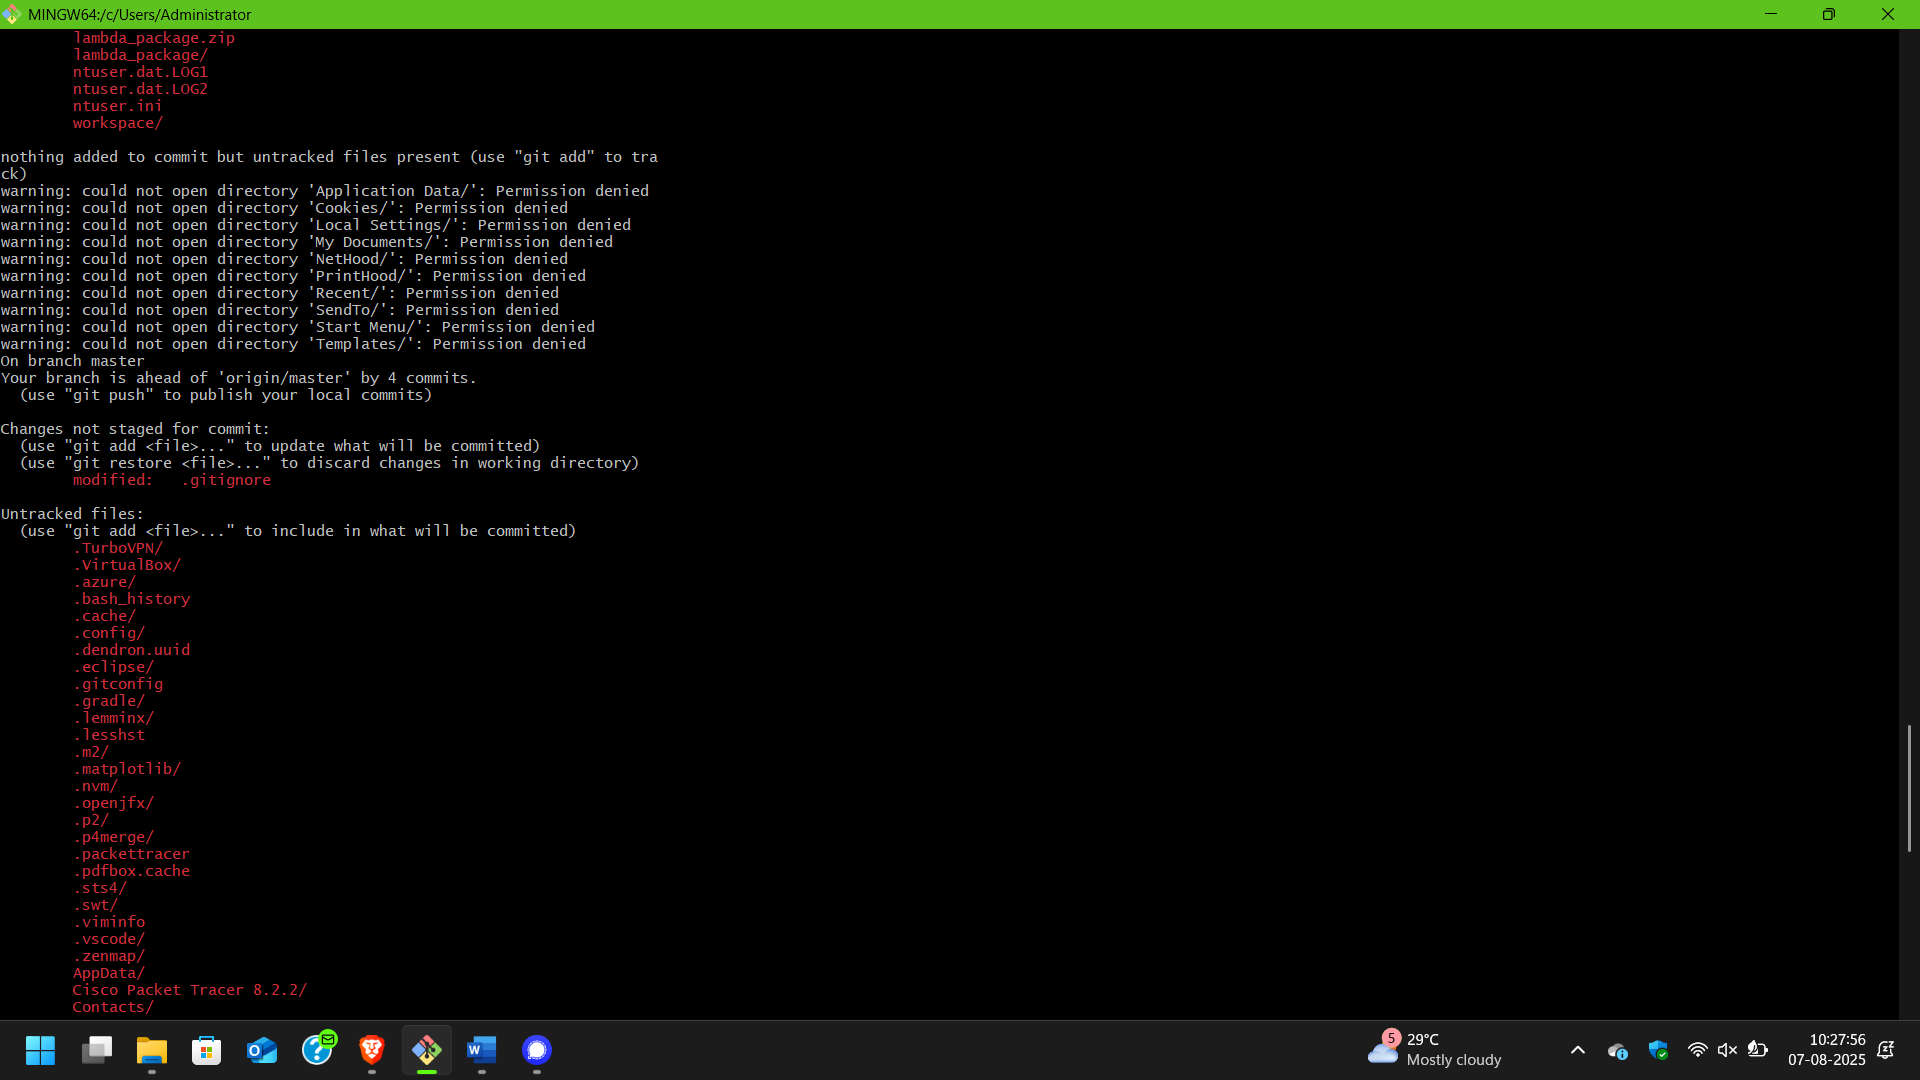 MINGW64:/c/Users/Administrator
lambda_package.zip
lambda_package/
ntuser.dat.LOG1
ntuser.dat.LOG2
ntuser.ini
workspace/
nothing added to commit but untracked files present (use "git add" to tra
ck)
warning: could not open directory 'Application Data/': Permission denied
warning: could not open directory 'Cookies/': Permission denied
warning: could not open directory 'Local Settings/': Permission denied
warning: could not open directory 'My Documents/': Permission denied
warning: could not open directory 'NetHood/': Permission denied
warning: could not open directory 'PrintHood/': Permission denied
warning: could not open directory 'Recent/': Permission denied
warning: could not open directory 'SendTo/': Permission denied
warning: could not open directory 'Start Menu/': Permission denied
warning: could not open directory 'Templates/': Permission denied
On branch master
Your branch is ahead of 'origin/master' by 4 commits.
  (use "git push" to publish your local commits)
Changes not staged for commit:
  (use "git add <file>..." to update what will be committed)
  (use "git restore <file>..." to discard changes in working directory)
        modified:   .gitignore
Untracked files:
  (use "git add <file>..." to include in what will be committed)
        .TurboVPN/
        .VirtualBox/
        .azure/
        .bash_history
        .cache/
        .config/
        .dendron.uuid
        .eclipse/
        .gitconfig
        .gradle/
        .lemminx/
        .lesshst
        .m2/
        .matplotlib/
        .nvm/
        .openjfx/
        .p2/
        .p4merge/
        .packettracer
        .pdfbox.cache
        .sts4/
        .swt/
        .viminfo
        .vscode/
        .zenmap/
        AppData/
        Cisco Packet Tracer 8.2.2/
        Contacts/
5
29°C
Mostly cloudy
10:27:56
07-08-2025